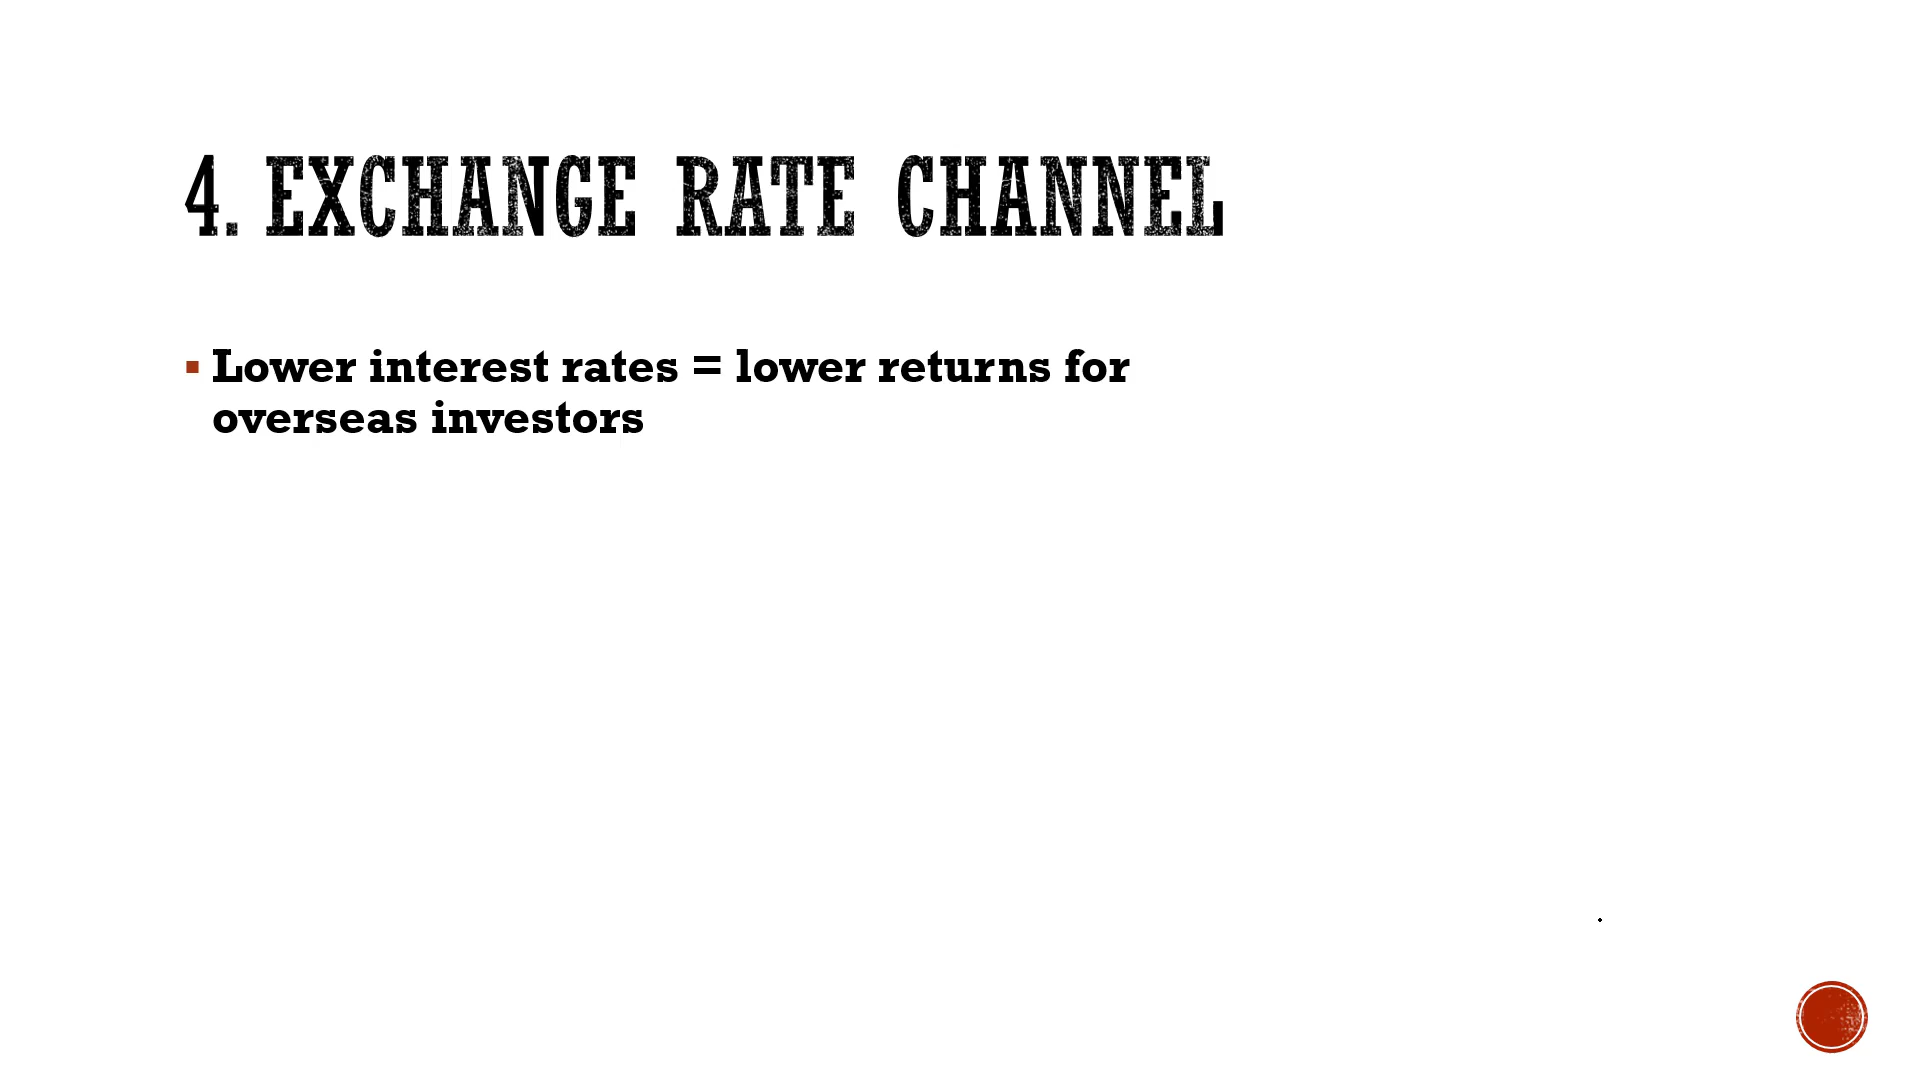 4. EXCHANGE RATE CHANNEL
▪ Lower interest rates = lower returns for
overseas investors